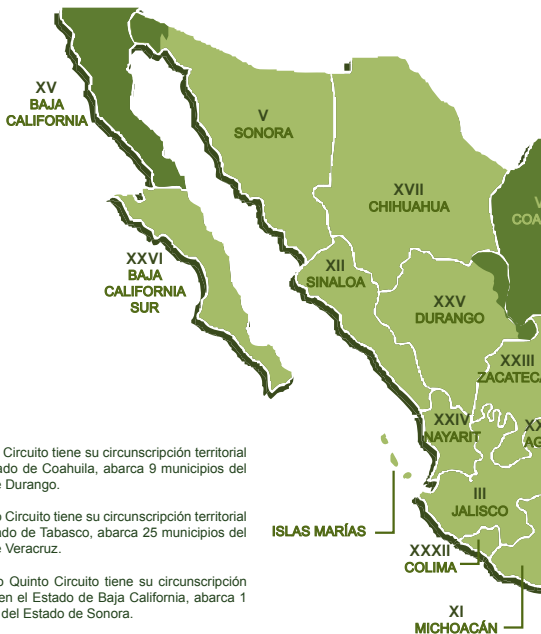 XV
BAJA
CALIFORNIA
V
SONORA
XVII
CHIHUAHUA
XXVI
BAJA
CALIFORNIA
SUR
XII
SINALOA
XXV
DURANGO
XXIII
XXIV
NAYARIT
III
JALISCO
ISLAS MARÍAS
XXXII
COLIMA
XI
MICHOACÁN
Circuito tiene su circunscripción territorial
de Coahuila, abarca 9 municipios del
Durango.
Circuito tiene su circunscripción territorial
de Tabasco, abarca 25 municipios del
Veracruz.
Quinto Circuito tiene su circunscripción
en el Estado de Baja California, abarca 1
del Estado de Sonora.